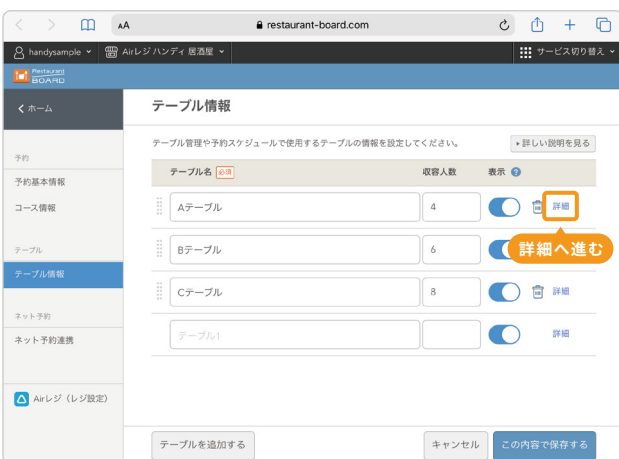 AA
restaurant-board.com
handysample
Airレジ ハンディ 居酒屋
サービス切り替え
Restaurant
BOARD
ホーム
テーブル情報
テーブル管理や予約スケジュールで使用するテーブルの情報を設定してください。
詳しい説明を見る
予約
予約基本情報
コース情報
テーブル
テーブル情報
ネット予約
ネット予約連携
Airレジ（レジ設定）
テーブル名 必須 収容人数 表示 ?
Aテーブル 4 詳細
詳細へ進む
Bテーブル 6
Cテーブル 8 詳細
テーブル1 詳細
テーブルを追加する
キャンセル
この内容で保存する